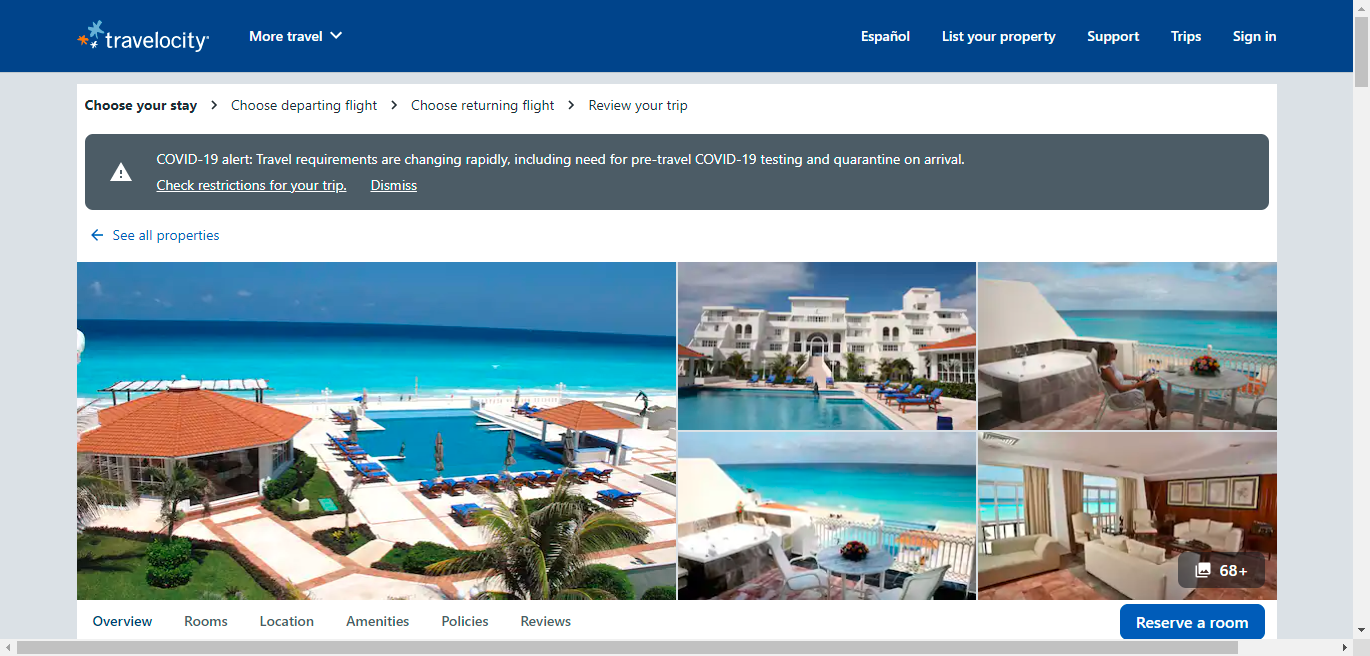 travelocity
More travel
Español
List your property
Support
Trips
Sign in
Choose your stay
Choose departing flight
Choose returning flight
Review your trip
COVID-19 alert: Travel requirements are changing rapidly, including need for pre-travel COVID-19 testing and quarantine on arrival.
Check restrictions for your trip.
Dismiss
See all properties
68+
Overview
Rooms
Location
Amenities
Policies
Reviews
Reserve a room